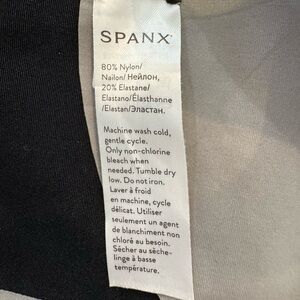 SPANX
80% Nylon/
Nailon/ Нейлон,
20% Elastane/
Elastano/Élasthanne
/Elastan/Эластан.
Machine wash cold,
gentle cycle.
Only non-chlorine
bleach when
needed. Tumble dry
low. Do not iron.
Laver à froid
en machine, cycle
délicat. Utiliser
seulement un agent
de blanchiment non
chloré au besoin.
Sécher au sèche-
linge à basse
température.